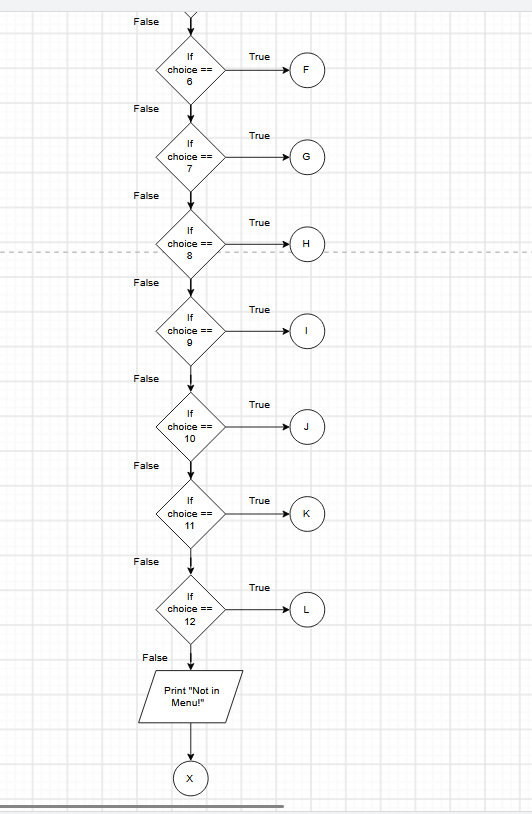 False
If
choice ==
6
True
F
False
If
choice ==
7
True
G
False
If
choice ==
8
True
H
False
If
choice ==
9
True
I
False
If
choice ==
10
True
J
False
If
choice ==
11
True
K
False
If
choice ==
12
True
L
False
Print "Not in
Menu!"
X